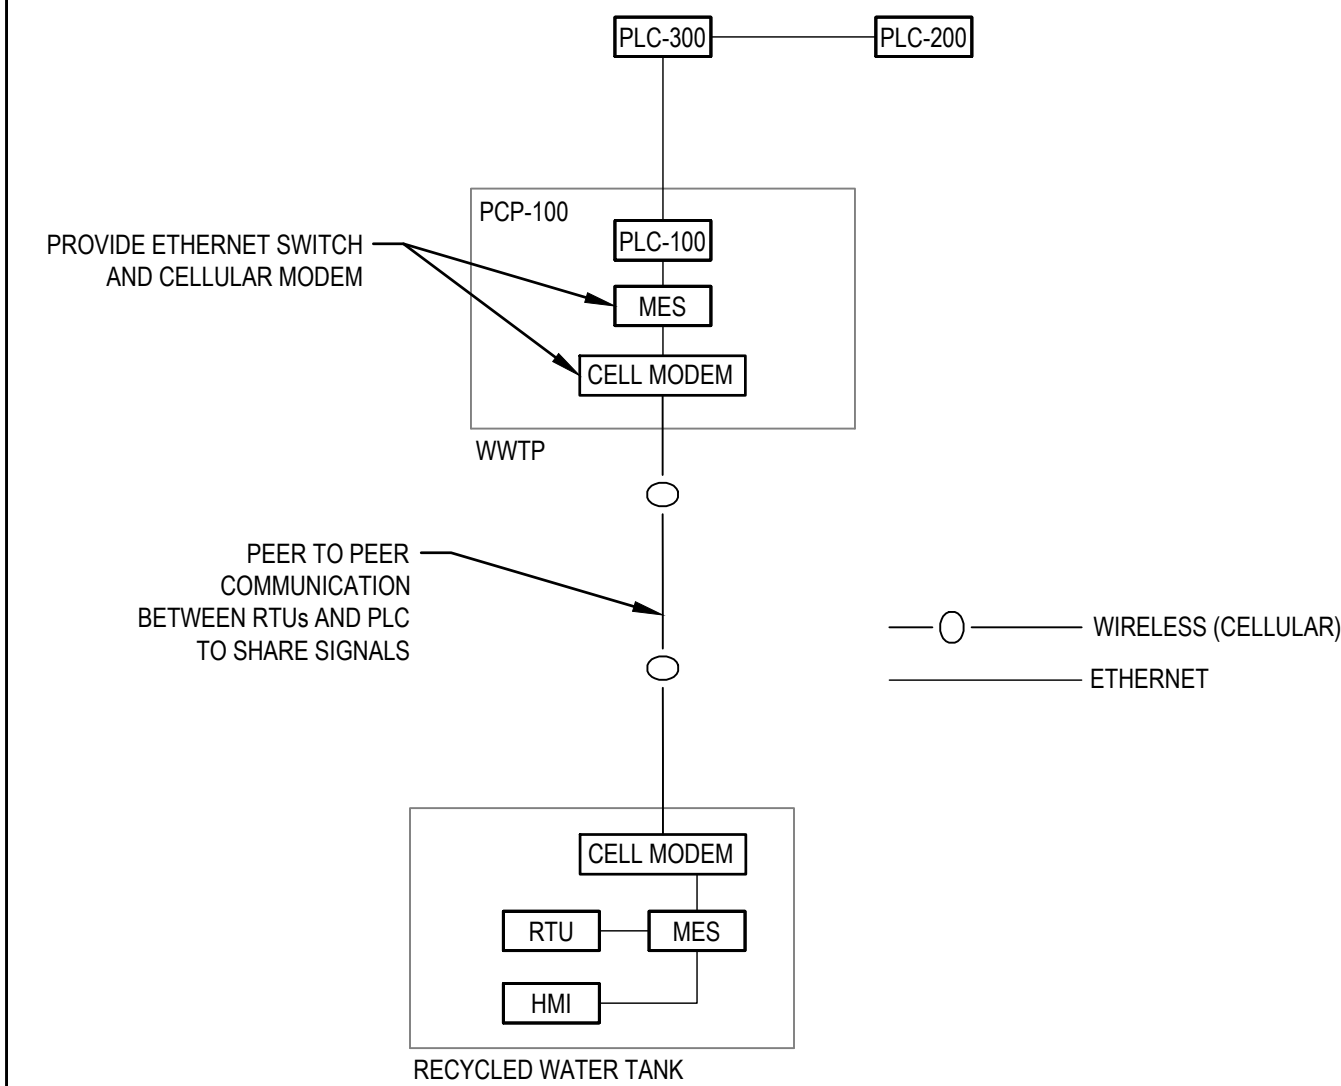 PLC-300
PLC-200
PCP-100
PLC-100
PROVIDE ETHERNET SWITCH
AND CELLULAR MODEM
MES
CELL MODEM
WWTP
PEER TO PEER
COMMUNICATION
BETWEEN RTUs AND PLC
TO SHARE SIGNALS
WIRELESS (CELLULAR)
ETHERNET
CELL MODEM
RTU
MES
HMI
RECYCLED WATER TANK